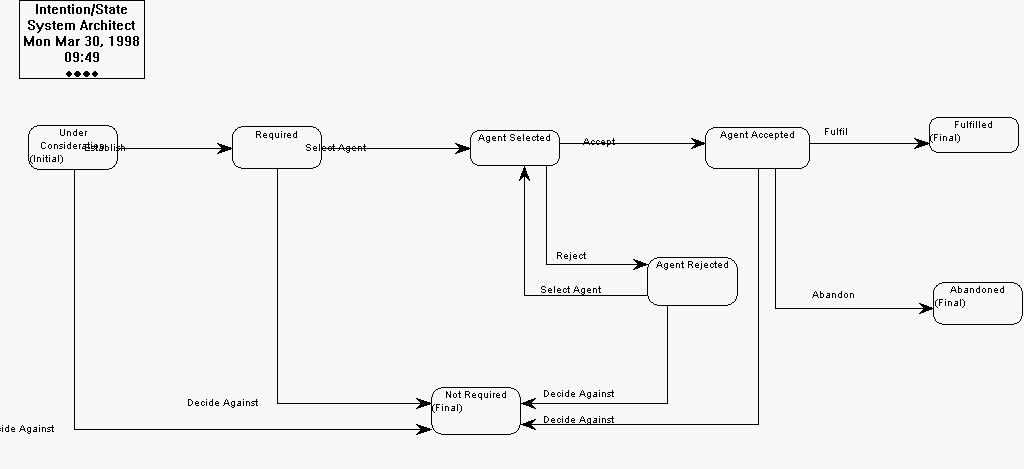 Intention/State
System Architect
Mon Mar 30, 1998
09:49
Under
Consideration
(Initial)
Establish
Required
Select Agent
Agent Selected
Accept
Agent Accepted
Fulfil
Fulfilled
(Final)
Reject
Agent Rejected
Select Agent
Abandon
Abandoned
(Final)
Decide Against
Not Required
(Final)
Decide Against
Decide Against
cide Against